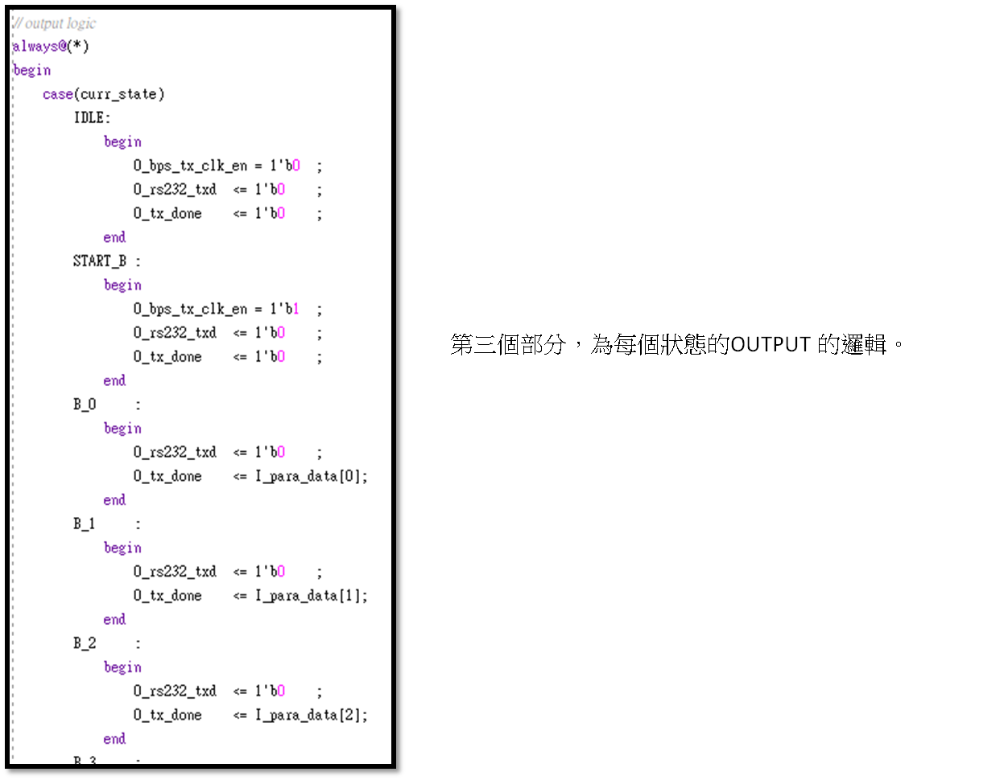 // output logic
always@(*)
begin
case(curr_state)
IDLE:
begin
O_bps_tx_clk_en = 1'b0 ;
O_rs232_txd <= 1'b0 ;
O_tx_done <= 1'b0 ;
end
START_B :
begin
O_bps_tx_clk_en = 1'b1 ;
O_rs232_txd <= 1'b0 ;
O_tx_done <= 1'b0 ;
end
B_0 :
begin
O_rs232_txd <= 1'b0 ;
O_tx_done <= I_para_data[0];
end
B_1 :
begin
O_rs232_txd <= 1'b0 ;
O_tx_done <= I_para_data[1];
end
B_2 :
begin
O_rs232_txd <= 1'b0 ;
O_tx_done <= I_para_data[2];
end
B_3 :
第三個部分，為每個狀態的OUTPUT 的邏輯。